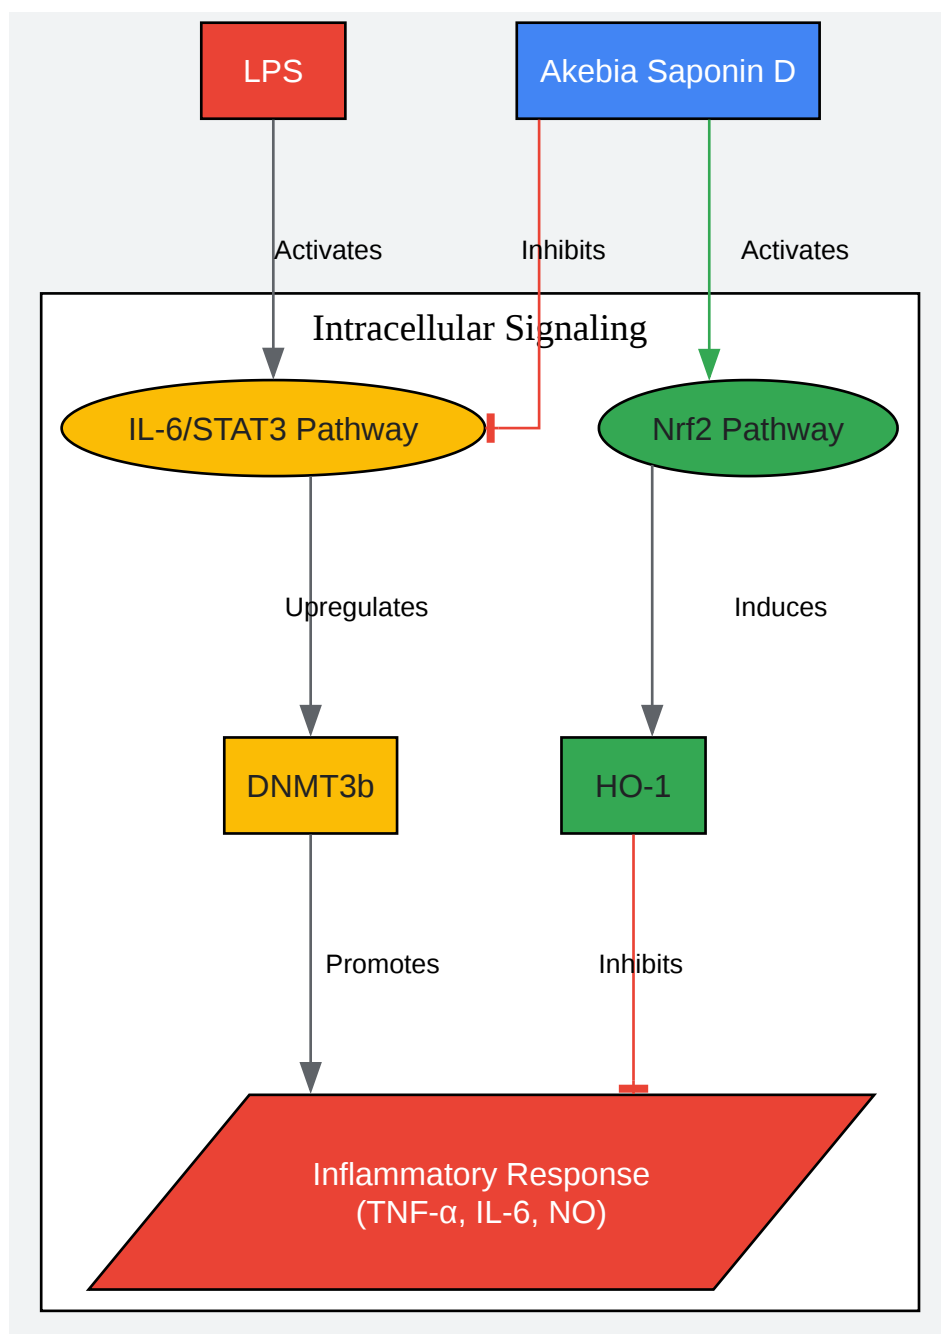 LPS
Akebia Saponin D
Activates
Inhibits
Activates
Intracellular Signaling
IL-6/STAT3 Pathway
Nrf2 Pathway
Upregulates
Induces
DNMT3b
HO-1
Promotes
Inhibits
Inflammatory Response
(TNF-α, IL-6, NO)